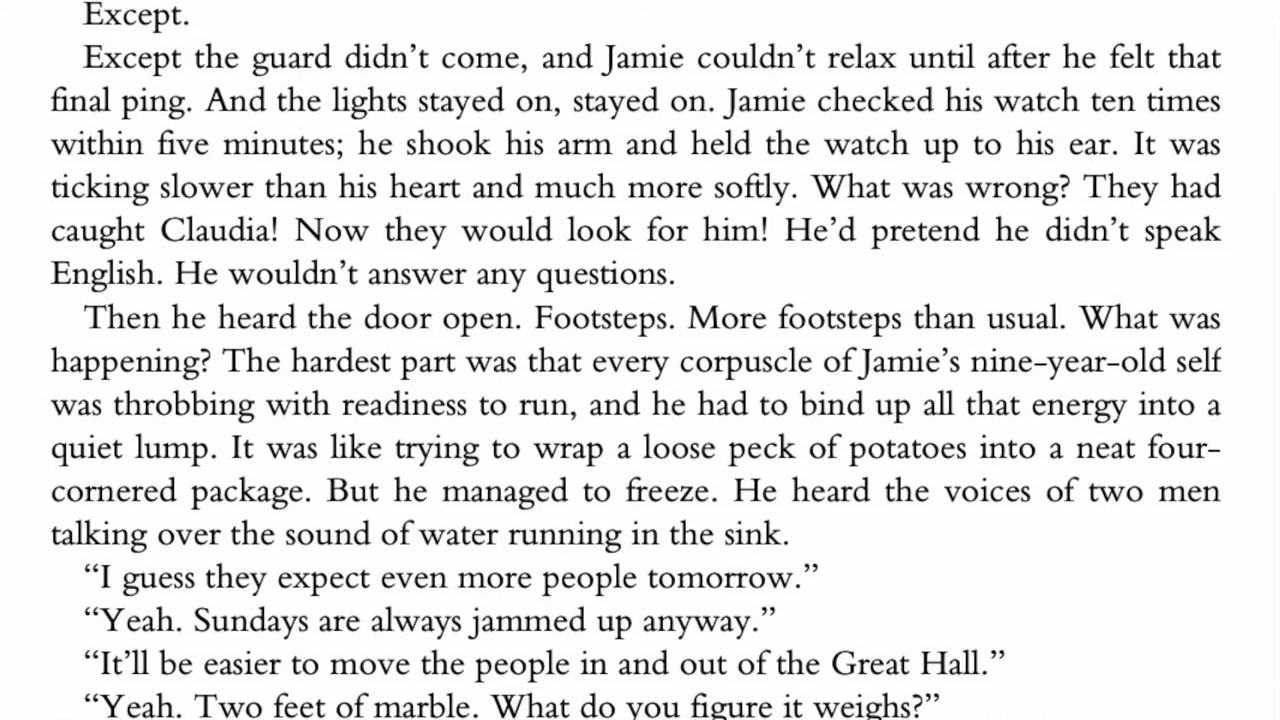 Except.
Except the guard didn’t come, and Jamie couldn’t relax until after he felt that
final ping. And the lights stayed on, stayed on. Jamie checked his watch ten times
within five minutes; he shook his arm and held the watch up to his ear. It was
ticking slower than his heart and much more softly. What was wrong? They had
caught Claudia! Now they would look for him! He’d pretend he didn’t speak
English. He wouldn’t answer any questions.
Then he heard the door open. Footsteps. More footsteps than usual. What was
happening? The hardest part was that every corpuscle of Jamie’s nine-year-old self
was throbbing with readiness to run, and he had to bind up all that energy into a
quiet lump. It was like trying to wrap a loose peck of potatoes into a neat four-
cornered package. But he managed to freeze. He heard the voices of two men
talking over the sound of water running in the sink.
“I guess they expect even more people tomorrow.”
“Yeah. Sundays are always jammed up anyway.”
“It’ll be easier to move the people in and out of the Great Hall.”
“Yeah. Two feet of marble. What do you figure it weighs?”